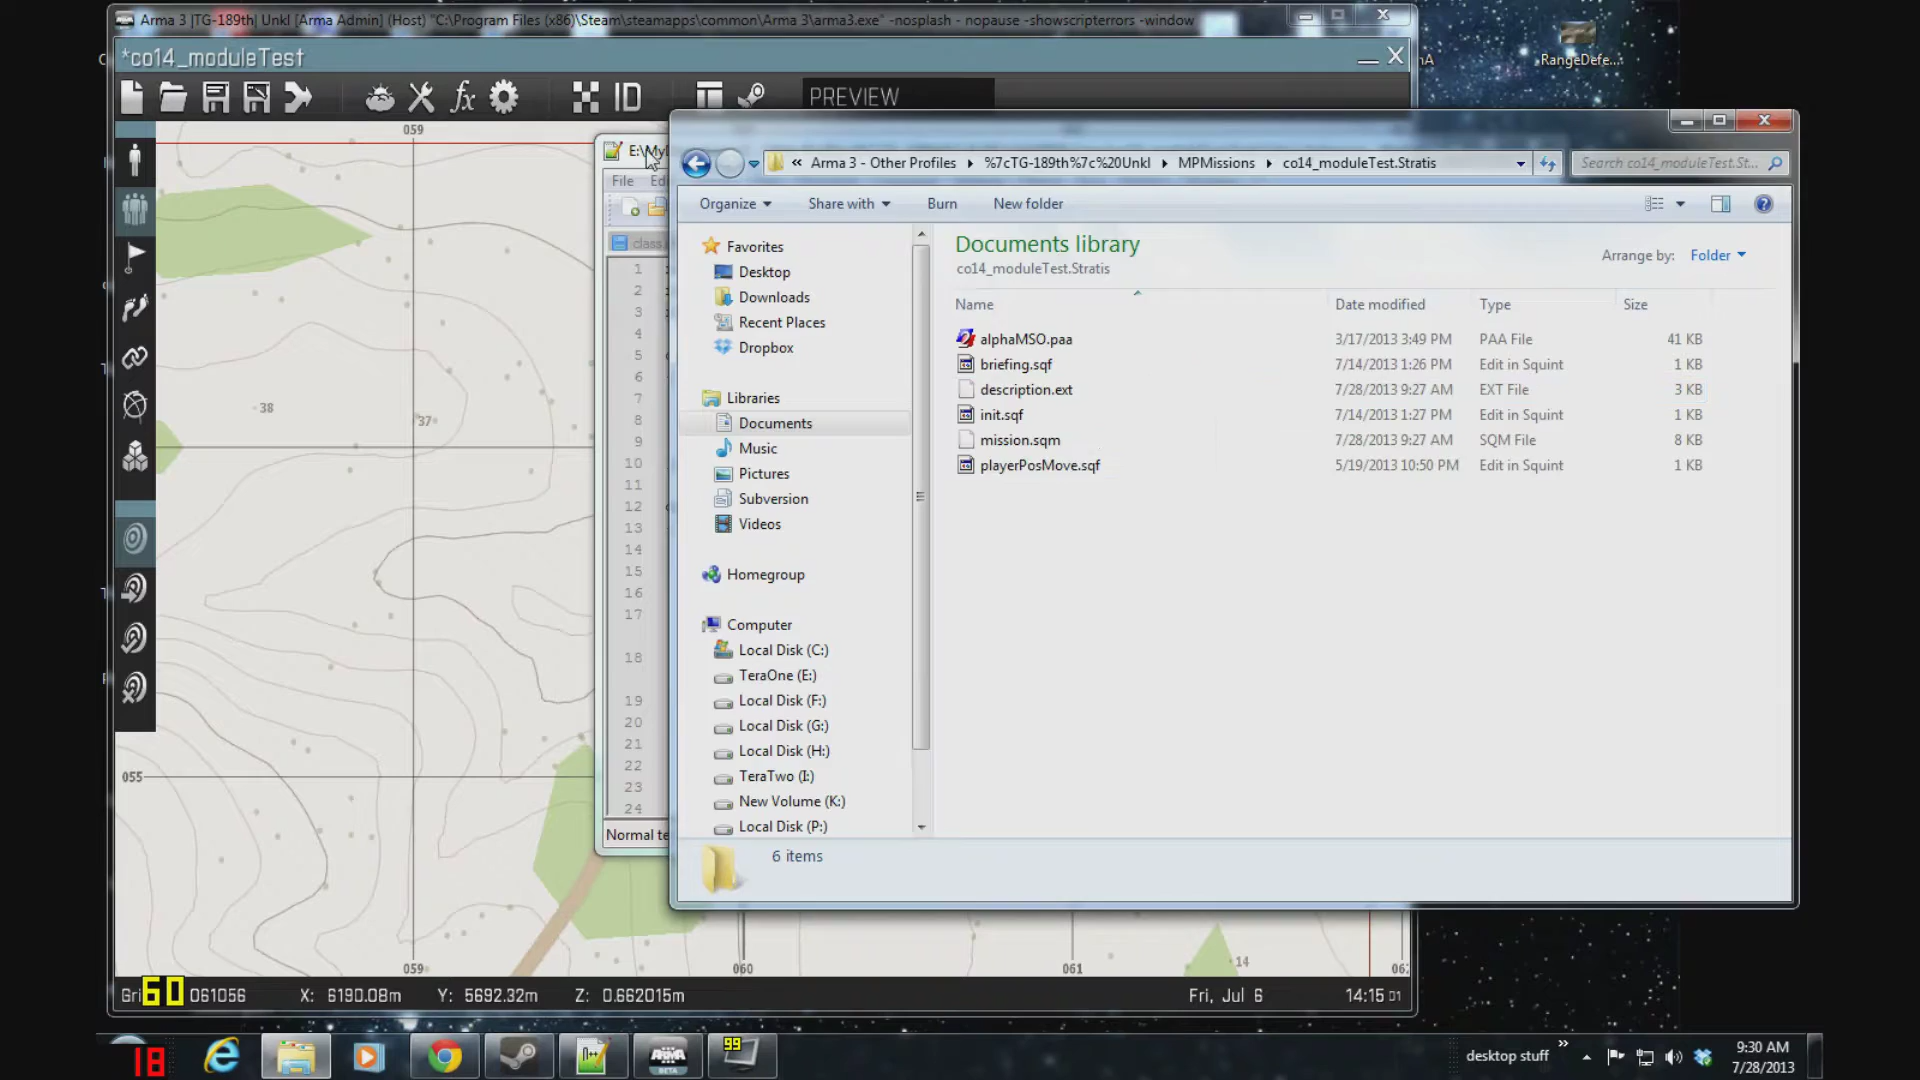 Arma 3 |TG-189th| Unkl [Arma Admin] (Host) "C:\Program Files (x86)\Steam\steamapps\common\Arma 3\arma3.exe" -nosplash - nopause -showscripterrors -window
RangeDefe...
*co14_moduleTest
ID
PREVIEW
059
E:\My
File
Arma 3 - Other Profiles
%7cTG-189th%7c%20Unkl
MPMissions
co14_moduleTest.Stratis
Search co14_moduleTest.St...
Organize
Share with
Burn
New folder
Favorites
Desktop
Downloads
Recent Places
Dropbox
Libraries
Documents
Music
Pictures
Subversion
Videos
Homegroup
Computer
Local Disk (C:)
TeraOne (E:)
Local Disk (F:)
Local Disk (G:)
Local Disk (H:)
TeraTwo (I:)
New Volume (K:)
Local Disk (P:)
Documents library
co14_moduleTest.Stratis
Arrange by: Folder
Name Date modified Type Size
alphaMSO.paa 3/17/2013 3:49 PM PAA File 41 KB
briefing.sqf 7/14/2013 1:26 PM Edit in Squint 1 KB
description.ext 7/28/2013 9:27 AM EXT File 3 KB
init.sqf 7/14/2013 1:27 PM Edit in Squint 1 KB
mission.sqm 7/28/2013 9:27 AM SQM File 8 KB
playerPosMove.sqf 5/19/2013 10:50 PM Edit in Squint 1 KB
6 items
class
1
2
3
4
5
6
7
8
9
10
11
12
13
14
15
16
17
18
19
20
21
22
23
24
Normal te
38
37
055
059
060
061
14
60
061056 X: 6190.08m Y: 5692.32m Z: 0.662015m Fri, Jul 6 14:15 01
18
ARMA
BETA
99
desktop stuff
9:30 AM
7/28/2013